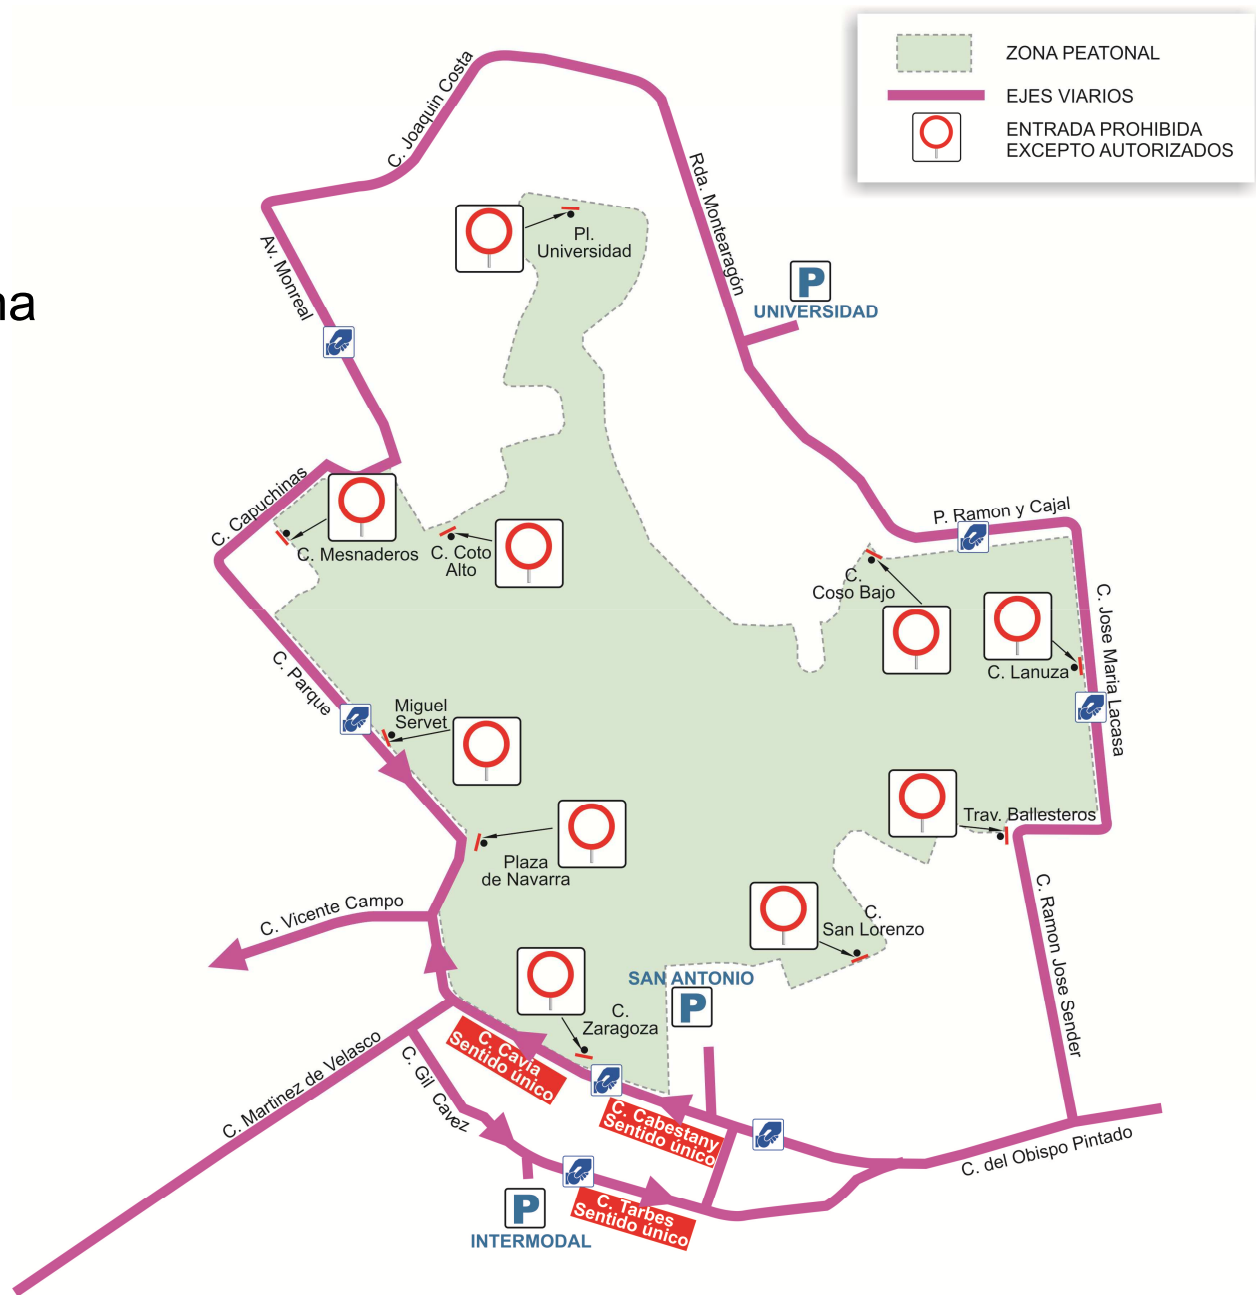 ZONA PEATONAL
EJES VIARIOS
ENTRADA PROHIBIDA
EXCEPTO AUTORIZADOS
C. Joaquin Costa
Rda. Montearagón
Pl.
Universidad
Av. Monreal
na
P
UNIVERSIDAD
C. Capuchinas
C. Mesnaderos
C. Coto
Alto
P. Ramon y Cajal
C.
Coso Bajo
C. Lanuza
C. Jose Maria Lacasa
C. Parque
Miguel
Servet
Plaza
de Navarra
Trav. Ballesteros
C. Vicente Campo
C.
San Lorenzo
C. Ramon Jose Sender
SAN ANTONIO
P
C.
Zaragoza
C. Cavia
Sentido único
C. Martinez de Velasco
C. Gil Cavez
C. Cabestany
Sentido único
C. del Obispo Pintado
C. Tarbes
Sentido único
P
INTERMODAL